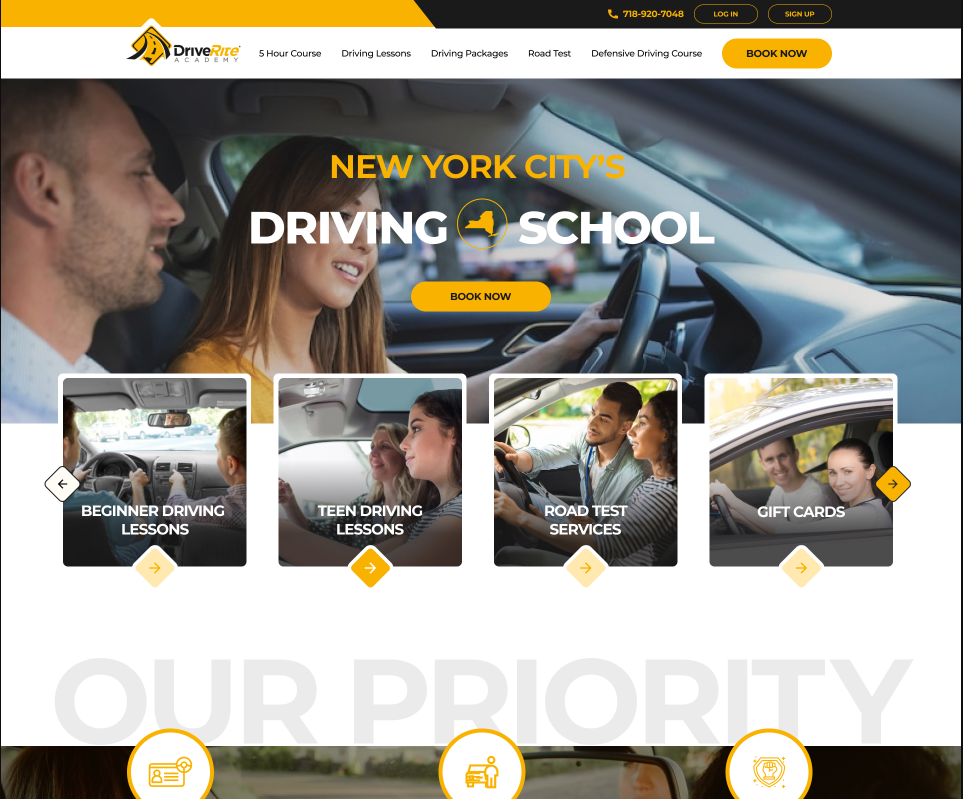 718-920-7048
LOG IN
SIGN UP
DriveRite
ACADEMY
5 Hour Course
Driving Lessons
Driving Packages
Road Test
Defensive Driving Course
BOOK NOW
NEW YORK CITY'S
DRIVING SCHOOL
BOOK NOW
BEGINNER DRIVING
LESSONS
TEEN DRIVING
LESSONS
ROAD TEST
SERVICES
GIFT CARDS
OUR PRIORITY